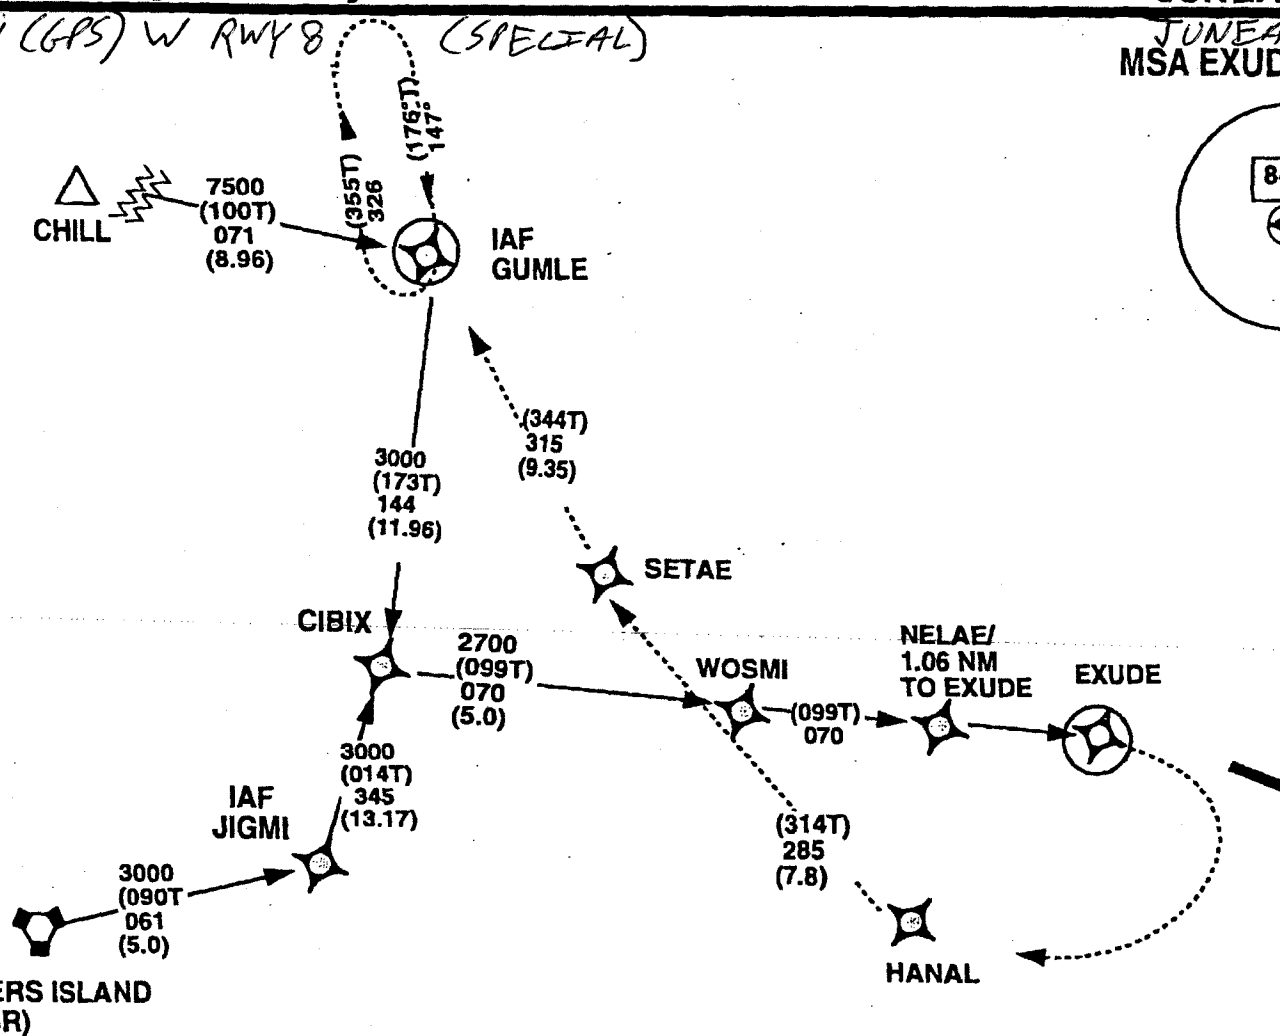 (GPS) W RWY 8 (SPECIAL)
MSA EXUD
(176°T)
147°
(355T)
326
7500
(100T)
071
(8.96)
CHILL
IAF
GUMLE
(344T)
315
(9.35)
3000
(173T)
144
(11.96)
SETAE
CIBIX
2700
(099T)
070
(5.0)
WOSMI
NELAE/
1.06 NM
TO EXUDE
EXUDE
(099T)
070
3000
(014T)
345
(13.17)
IAF
JIGMI
(314T)
285
(7.8)
3000
(090T
061
(5.0)
HANAL
ERS ISLAND
R)